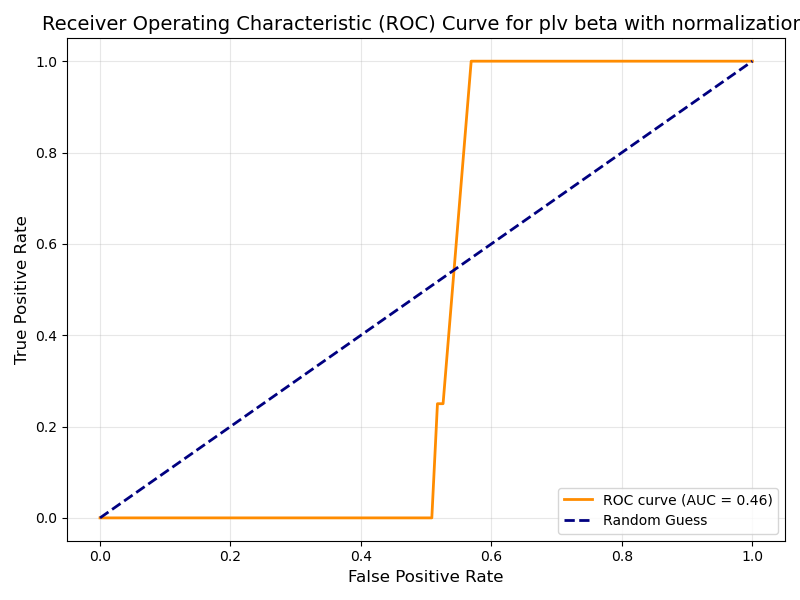 Receiver Operating Characteristic (ROC) Curve for plv beta with normalization
1.0
0.8
0.6
0.4
0.2
0.0
True Positive Rate
ROC curve (AUC = 0.46)
Random Guess
0.0 0.2 0.4 0.6 0.8 1.0
False Positive Rate